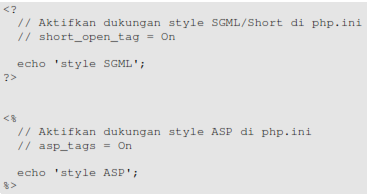 <?
// Aktifkan dukungan style SGML/Short di php.ini
// short_open_tag = On
echo 'style SGML';
?>
<%
// Aktifkan dukungan style ASP di php.ini
// asp_tags = On
echo 'style ASP';
%>